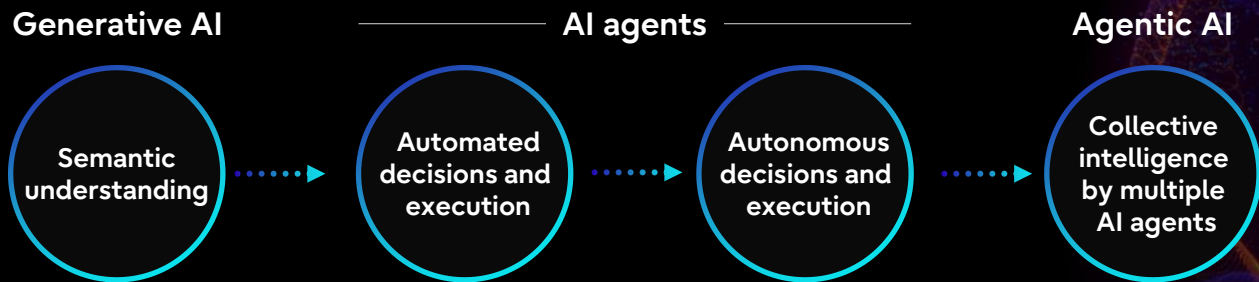 Generative AI
AI agents
Agentic AI
Semantic
understanding
Automated
decisions and
execution
Autonomous
decisions and
execution
Collective
intelligence
by multiple
AI agents